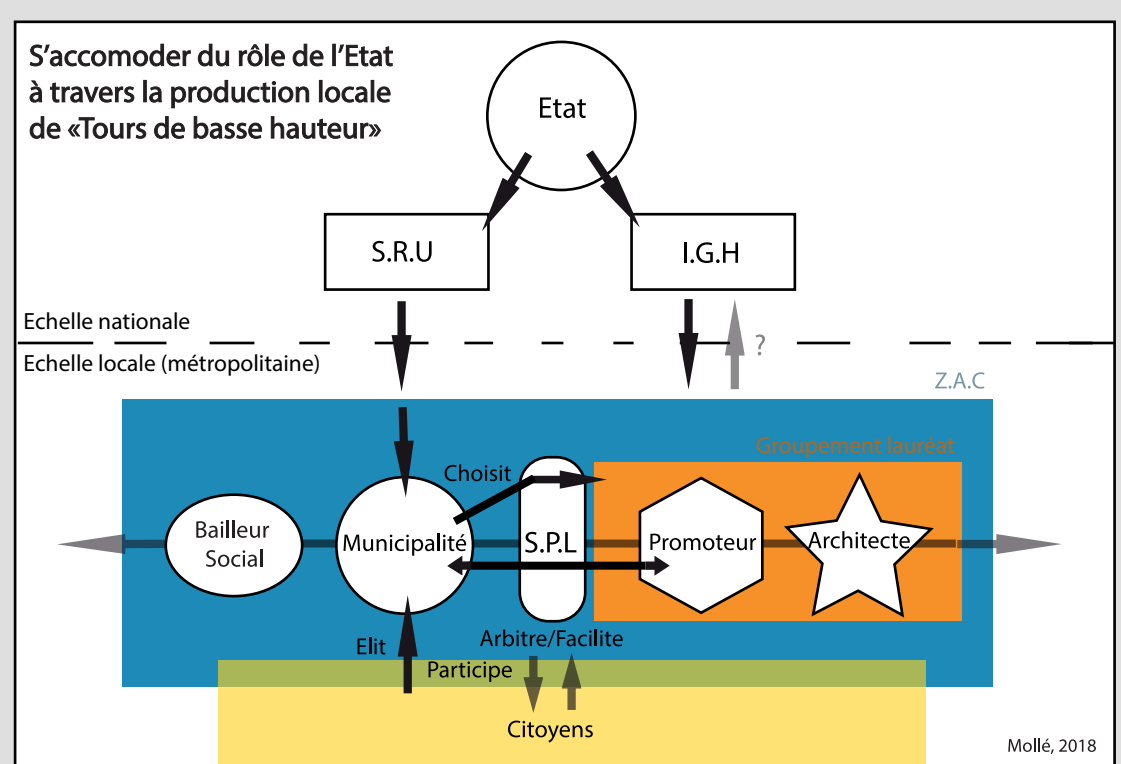 S'accomoder du rôle de l'Etat
à travers la production locale
de «Tours de basse hauteur»
Etat
S.R.U
I.G.H
Echelle nationale
Echelle locale (métropolitaine)
?
Z.A.C
Groupement lauréat
Choisit
Bailleur
Social
Municipalité
S.P.L
Promoteur
Architecte
Elit
Arbitre/Facilite
Participe
Citoyens
Mollé, 2018